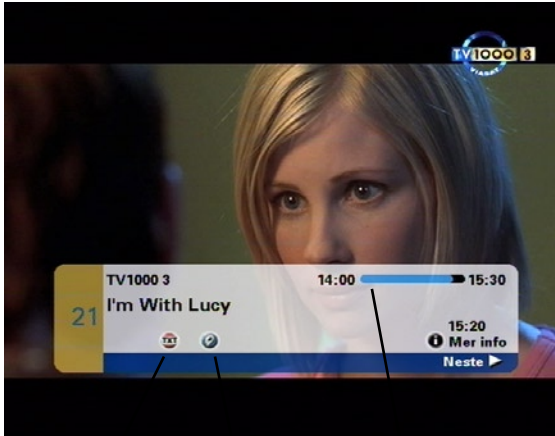 TV1000 3
VIASAT
TV1000 3
14:00
15:30
21
I'm With Lucy
15:20
TXT
Mer info
Neste